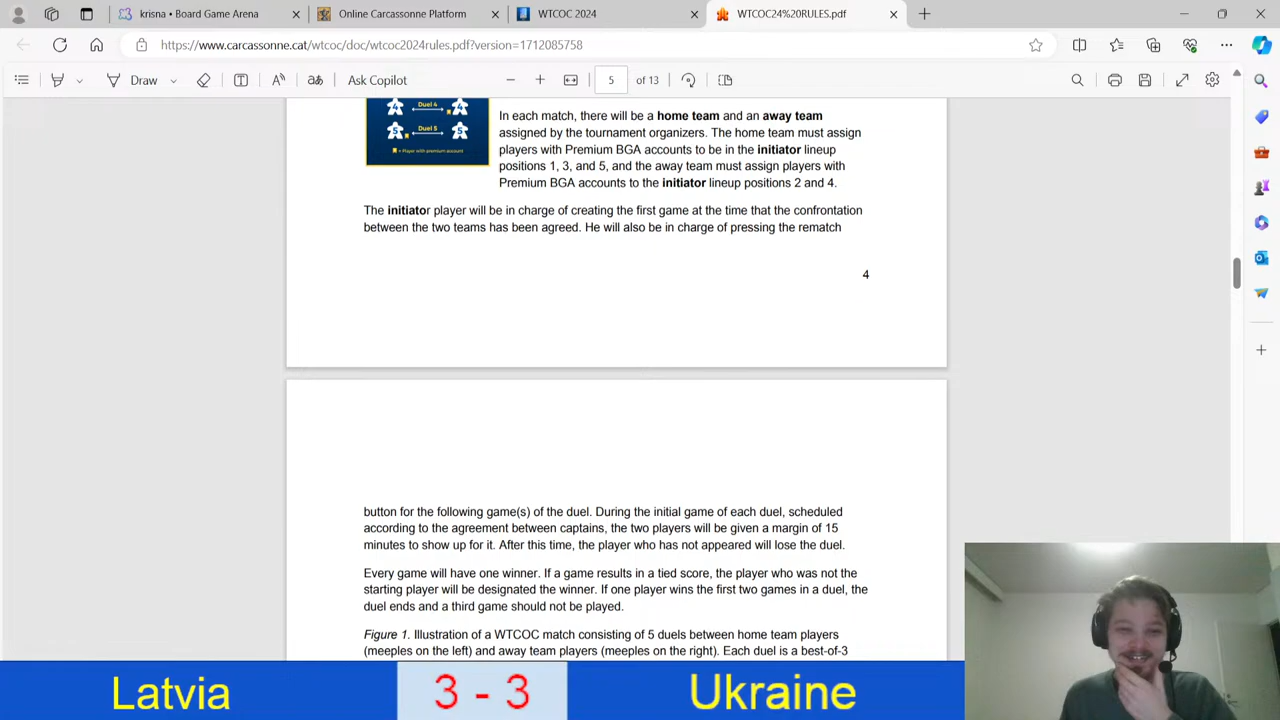 krisna • Board Game Arena
Online Carcassonne Platform
WTCOC 2024
WTCOC24%20RULES.pdf
https://www.carcassonne.cat/wtcoc/doc/wtcoc2024rules.pdf?version=1712085758
Draw
Ask Copilot
5 of 13
4 Duel 4 4
5 Duel 5 5
= Player with premium account
In each match, there will be a home team and an away team
assigned by the tournament organizers. The home team must assign
players with Premium BGA accounts to be in the initiator lineup
positions 1, 3, and 5, and the away team must assign players with
Premium BGA accounts to the initiator lineup positions 2 and 4.
The initiator player will be in charge of creating the first game at the time that the confrontation
between the two teams has been agreed. He will also be in charge of pressing the rematch
4
button for the following game(s) of the duel. During the initial game of each duel, scheduled
according to the agreement between captains, the two players will be given a margin of 15
minutes to show up for it. After this time, the player who has not appeared will lose the duel.
Every game will have one winner. If a game results in a tied score, the player who was not the
starting player will be designated the winner. If one player wins the first two games in a duel, the
duel ends and a third game should not be played.
Figure 1. Illustration of a WTCOC match consisting of 5 duels between home team players
(meeples on the left) and away team players (meeples on the right). Each duel is a best-of-3
Latvia 3 - 3 Ukraine